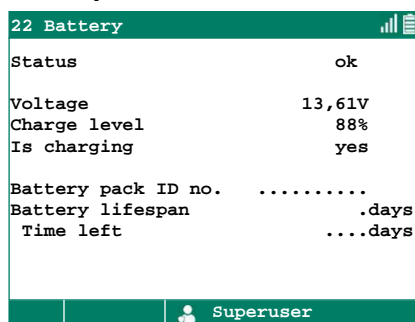 22 Battery
Status ok
Voltage 13,61V
Charge level 88%
Is charging yes
Battery pack ID no. ..........
Battery lifespan .days
Time left ....days
Superuser